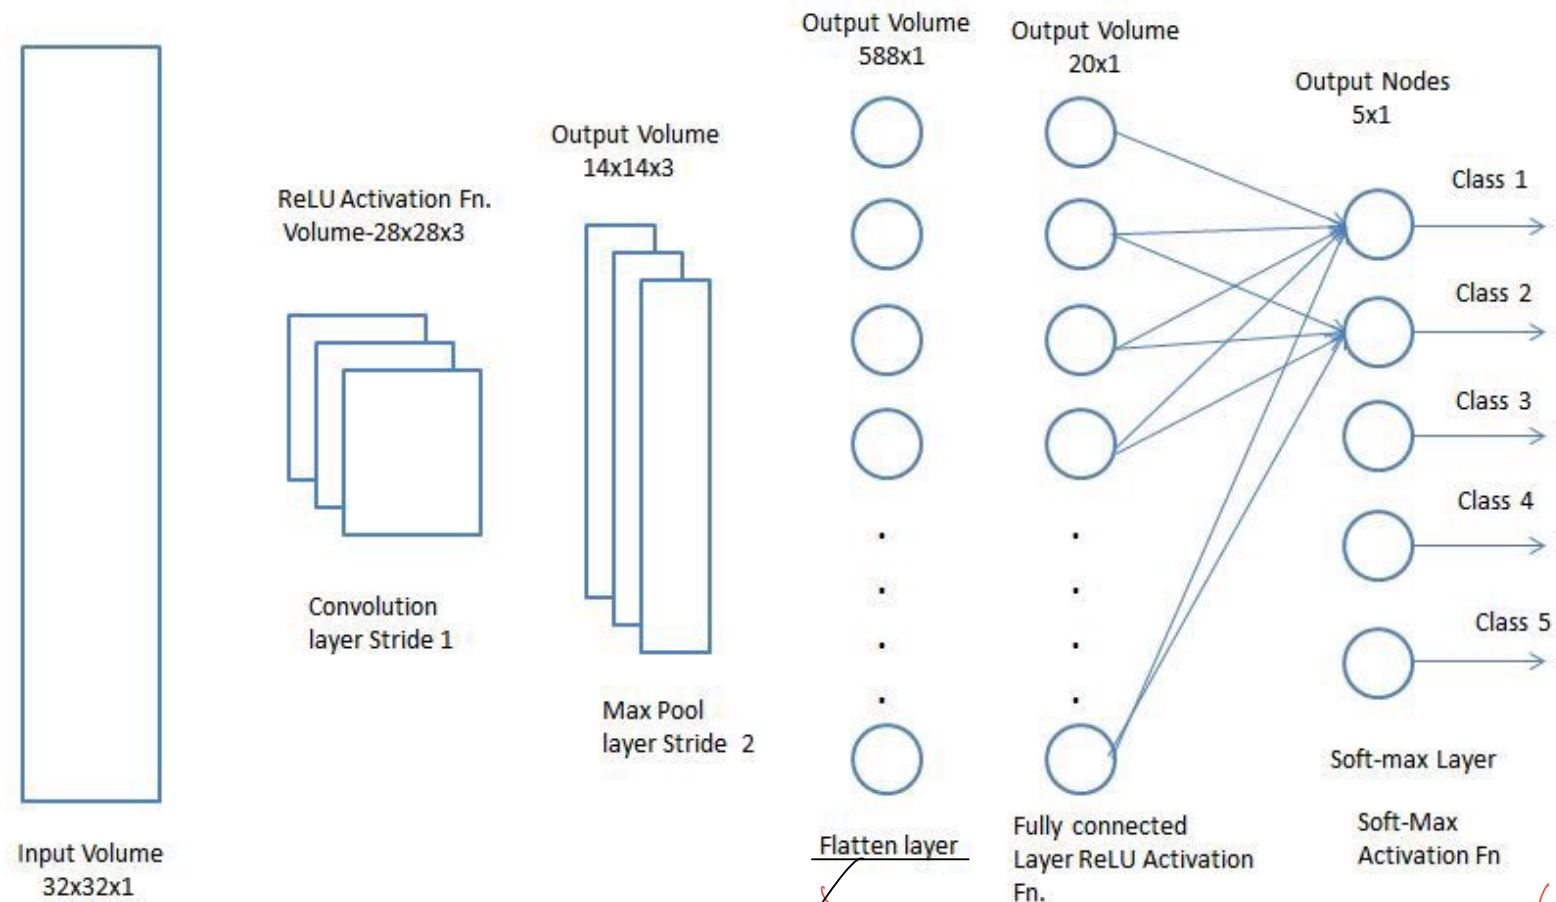 Input Volume
32x32x1
ReLU Activation Fn.
Volume-28x28x3
Convolution
layer Stride 1
Output Volume
14x14x3
Max Pool
layer Stride 2
Output Volume
588x1
Flatten layer
Output Volume
20x1
Fully connected
Layer ReLU Activation
Fn.
Output Nodes
5x1
Class 1
Class 2
Class 3
Class 4
Class 5
Soft-max Layer
Soft-Max
Activation Fn